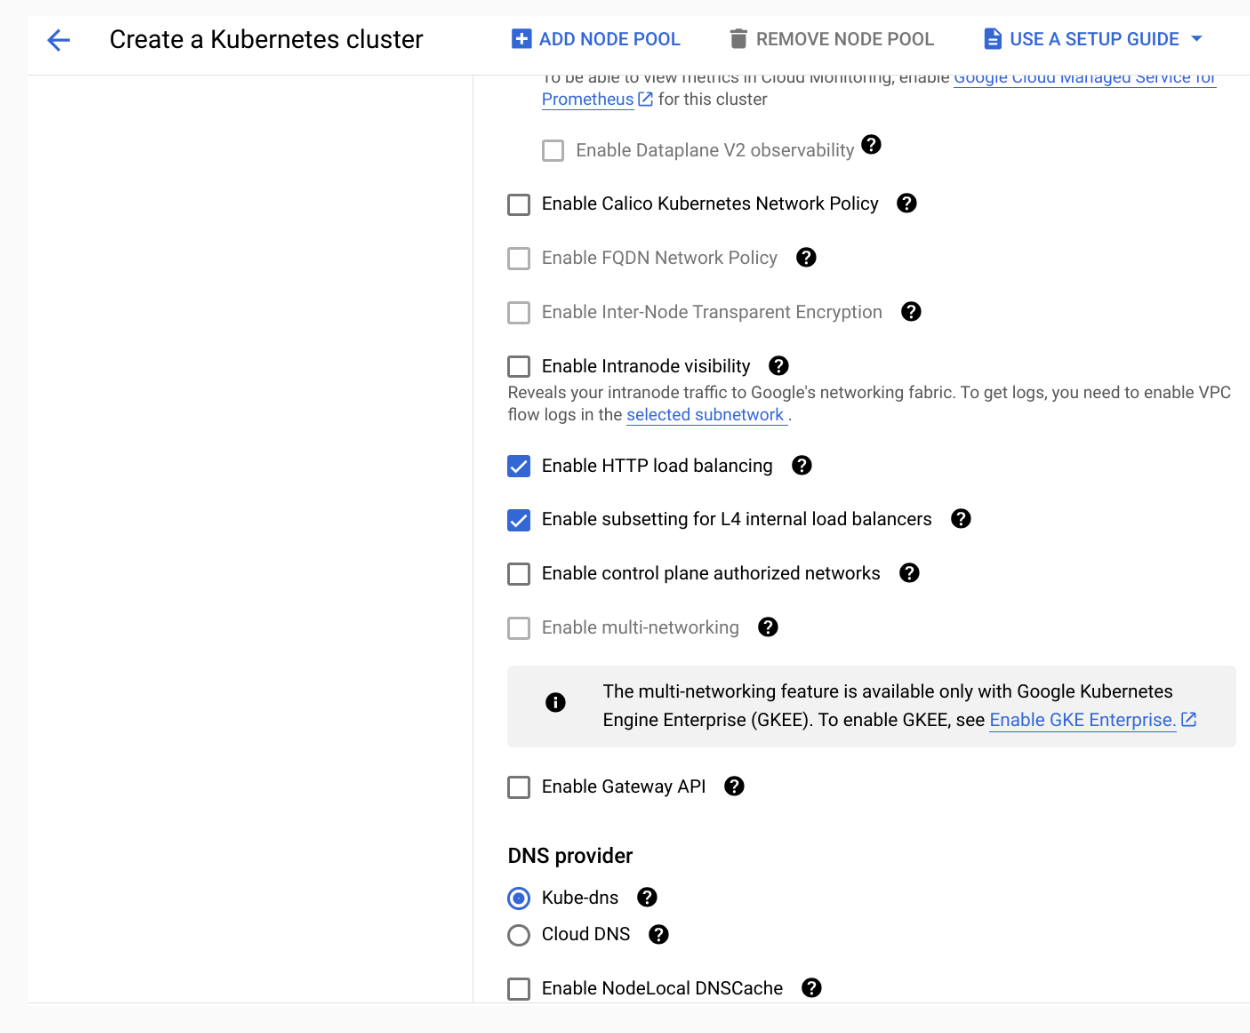 Create a Kubernetes cluster
ADD NODE POOL
REMOVE NODE POOL
USE A SETUP GUIDE
To be able to view metrics in Cloud Monitoring, enable Google Cloud Managed Service for
Prometheus for this cluster
Enable Dataplane V2 observability
Enable Calico Kubernetes Network Policy
Enable FQDN Network Policy
Enable Inter-Node Transparent Encryption
Enable Intranode visibility
Reveals your intranode traffic to Google's networking fabric. To get logs, you need to enable VPC
flow logs in the selected subnetwork .
Enable HTTP load balancing
Enable subsetting for L4 internal load balancers
Enable control plane authorized networks
Enable multi-networking
The multi-networking feature is available only with Google Kubernetes
Engine Enterprise (GKEE). To enable GKEE, see Enable GKE Enterprise.
Enable Gateway API
DNS provider
Kube-dns
Cloud DNS
Enable NodeLocal DNSCache